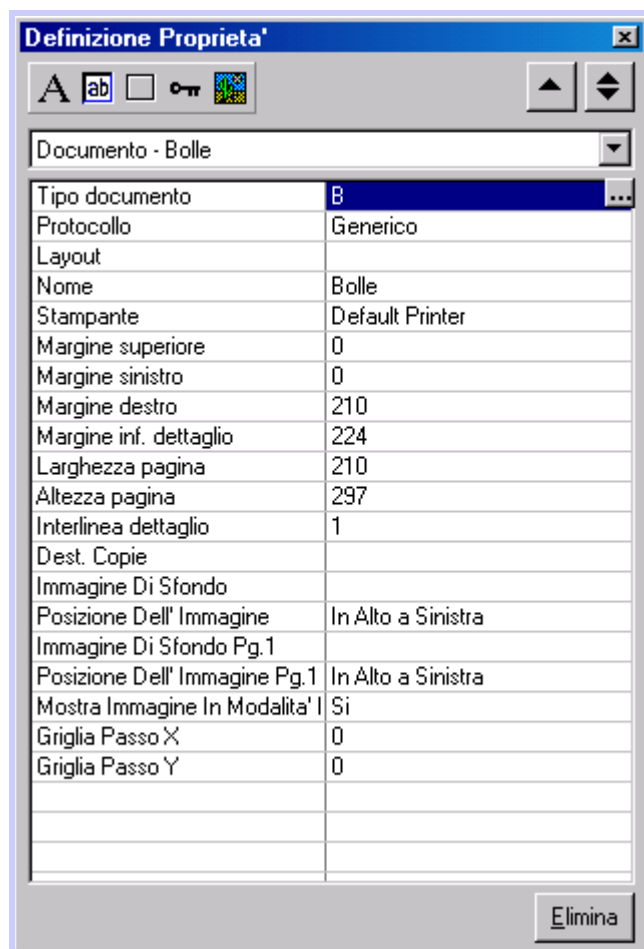 Definizione Proprieta'
A ab
Documento - Bolle
Tipo documento B ...
Protocollo Generico
Layout
Nome Bolle
Stampante Default Printer
Margine superiore 0
Margine sinistro 0
Margine destro 210
Margine inf. dettaglio 224
Larghezza pagina 210
Altezza pagina 297
Interlinea dettaglio 1
Dest. Copie
Immagine Di Sfondo
Posizione Dell' Immagine In Alto a Sinistra
Immagine Di Sfondo Pg.1
Posizione Dell' Immagine Pg.1 In Alto a Sinistra
Mostra Immagine In Modalita' I Si
Griglia Passo X 0
Griglia Passo Y 0
Elimina